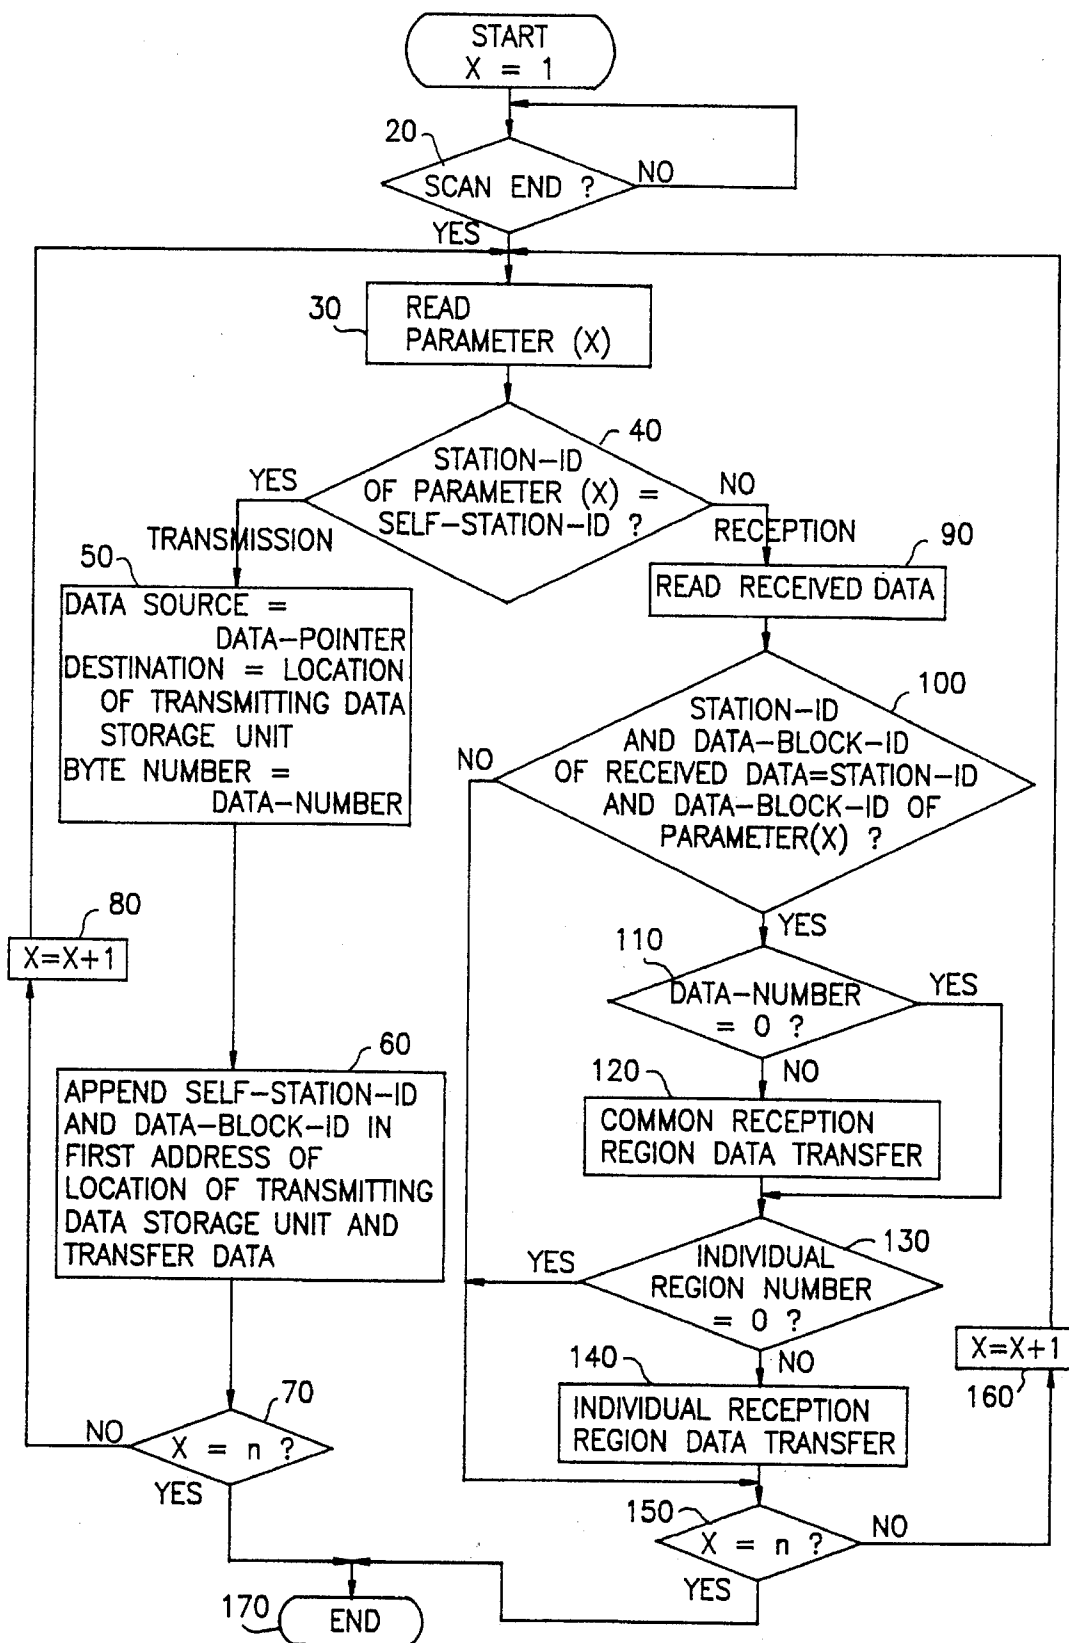 START
X = 1
20
SCAN END ?
NO
YES
30
READ
PARAMETER (X)
40
STATION-ID
OF PARAMETER (X) =
SELF-STATION-ID ?
YES
NO
TRANSMISSION
RECEPTION
50
DATA SOURCE =
DATA-POINTER
DESTINATION = LOCATION
OF TRANSMITTING DATA
STORAGE UNIT
BYTE NUMBER =
DATA-NUMBER
90
READ RECEIVED DATA
100
STATION-ID
AND DATA-BLOCK-ID
OF RECEIVED DATA=STATION-ID
AND DATA-BLOCK-ID OF
PARAMETER(X) ?
NO
YES
80
X=X+1
110
DATA-NUMBER
= 0 ?
YES
NO
60
APPEND SELF-STATION-ID
AND DATA-BLOCK-ID IN
FIRST ADDRESS OF
LOCATION OF TRANSMITTING
DATA STORAGE UNIT AND
TRANSFER DATA
120
COMMON RECEPTION
REGION DATA TRANSFER
130
INDIVIDUAL
REGION NUMBER
= 0 ?
YES
NO
X=X+1
160
140
INDIVIDUAL RECEPTION
REGION DATA TRANSFER
70
X = n ?
NO
YES
150
X = n ?
NO
YES
170
END